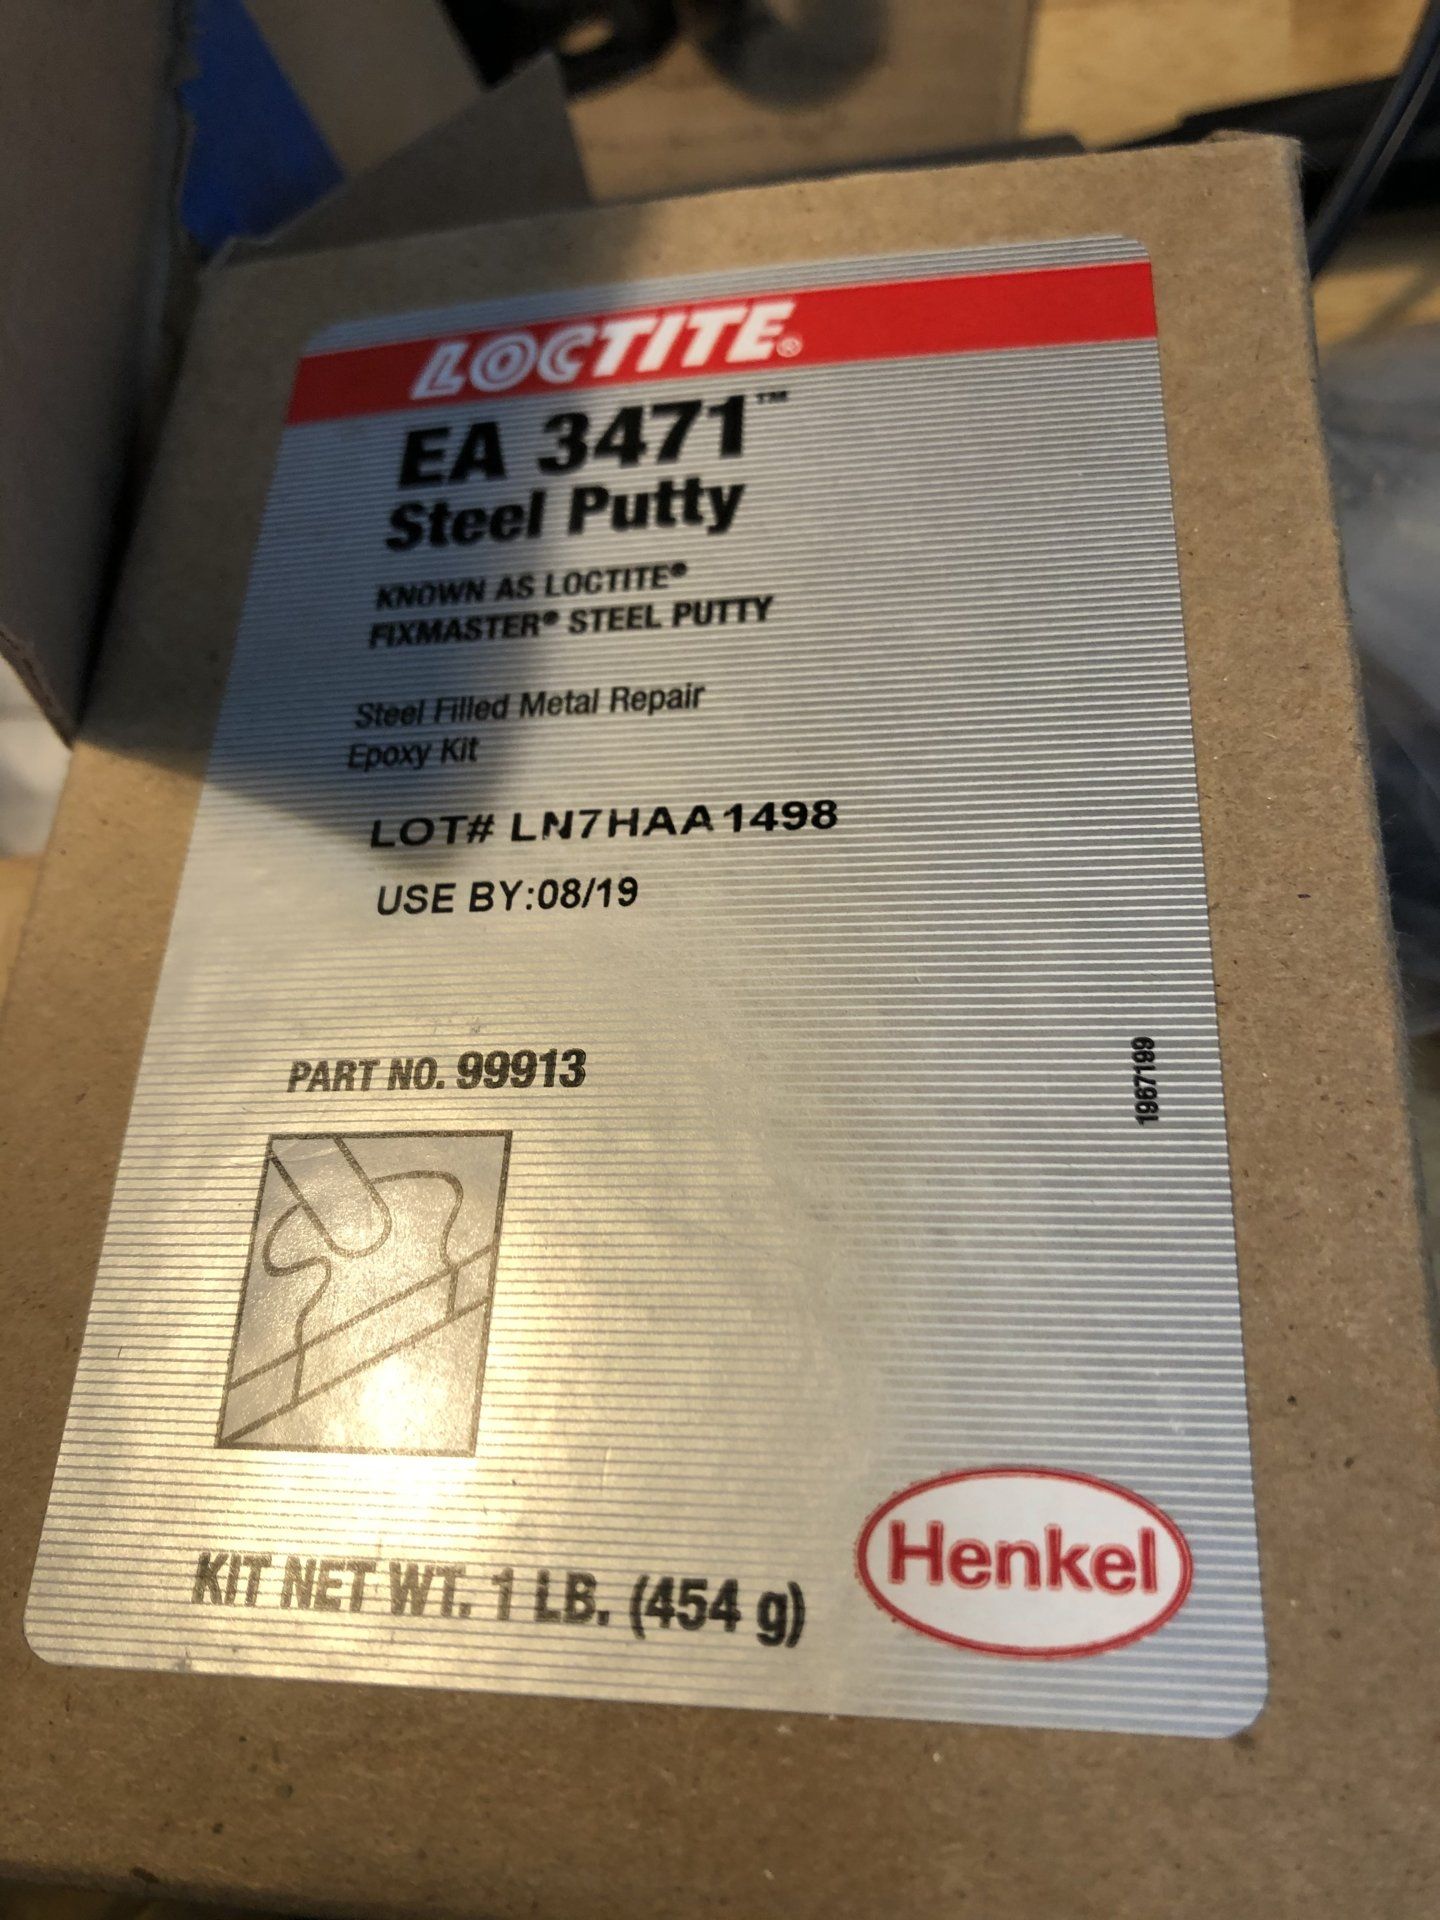 LOCTITE®
EA 3471™
Steel Putty
KNOWN AS LOCTITE®
FIXMASTER® STEEL PUTTY
Steel Filled Metal Repair
Epoxy Kit
LOT# LN7HAA1498
USE BY:08/19
PART NO. 99913
1967199
KIT NET WT. 1 LB. (454 g)
Henkel